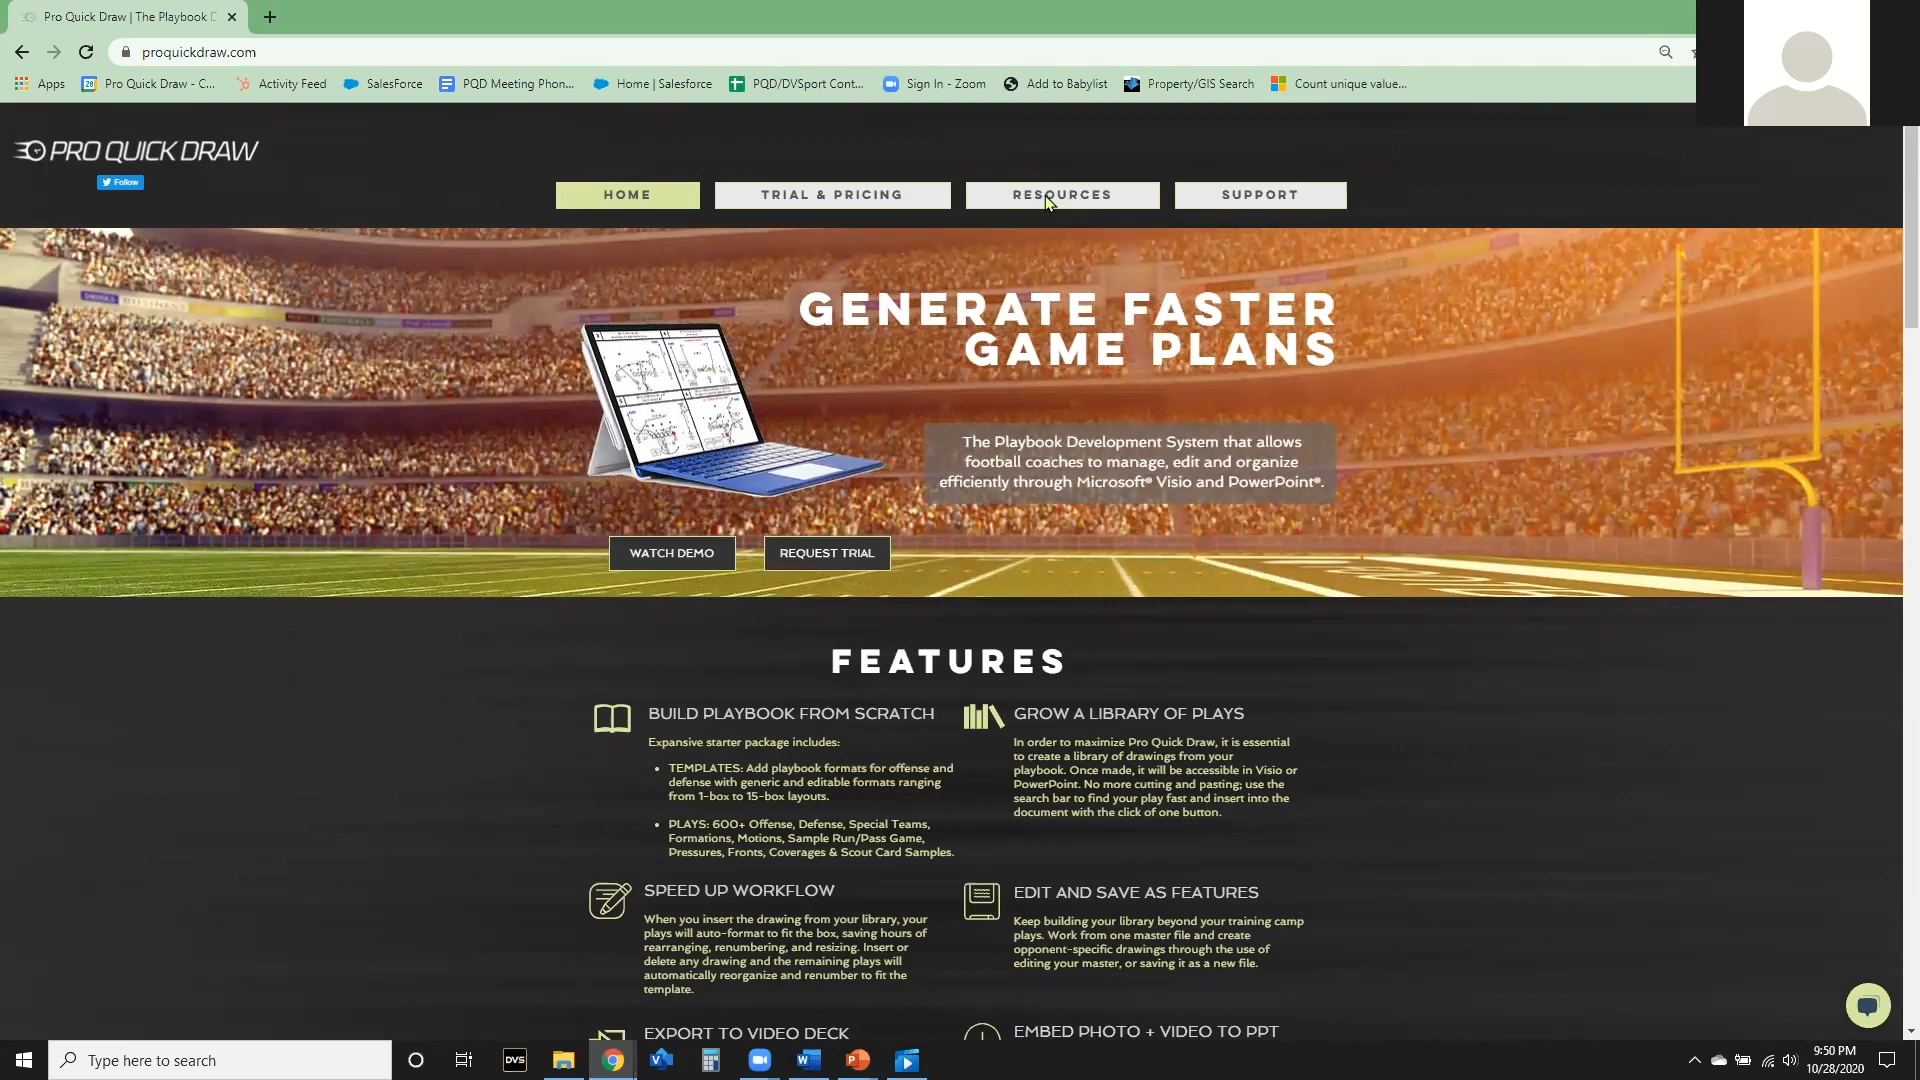 Pro Quick Draw | The Playbook D
proquickdraw.com
Apps
Pro Quick Draw - C...
Activity Feed
SalesForce
PQD Meeting Phon...
Home | Salesforce
PQD/DVSport Cont...
Sign In - Zoom
Add to Babylist
Property/GIS Search
Count unique value...
PRO QUICK DRAW
Follow
HOME
TRIAL & PRICING
RESOURCES
SUPPORT
GENERATE FASTER
GAME PLANS
The Playbook Development System that allows
football coaches to manage, edit and organize
efficiently through Microsoft® Visio and PowerPoint®.
WATCH DEMO
REQUEST TRIAL
FEATURES
BUILD PLAYBOOK FROM SCRATCH
Expansive starter package includes:
• TEMPLATES: Add playbook formats for offense and
defense with generic and editable formats ranging
from 1-box to 15-box layouts.
• PLAYS: 600+ Offense, Defense, Special Teams,
Formations, Motions, Sample Run/Pass Game,
Pressures, Fronts, Coverages & Scout Card Samples.
GROW A LIBRARY OF PLAYS
In order to maximize Pro Quick Draw, it is essential
to create a library of drawings from your
playbook. Once made, it will be accessible in Visio or
PowerPoint. No more cutting and pasting; use the
search bar to find your play fast and insert into the
document with the click of one button.
SPEED UP WORKFLOW
When you insert the drawing from your library, your
plays will auto-format to fit the box, saving hours of
rearranging, renumbering, and resizing. Insert or
delete any drawing and the remaining plays will
automatically reorganize and renumber to fit the
template.
EDIT AND SAVE AS FEATURES
Keep building your library beyond your training camp
plays. Work from one master file and create
opponent-specific drawings through the use of
editing your master, or saving it as a new file.
EXPORT TO VIDEO DECK
EMBED PHOTO + VIDEO TO PPT
Type here to search
DVS
9:50 PM
10/28/2020